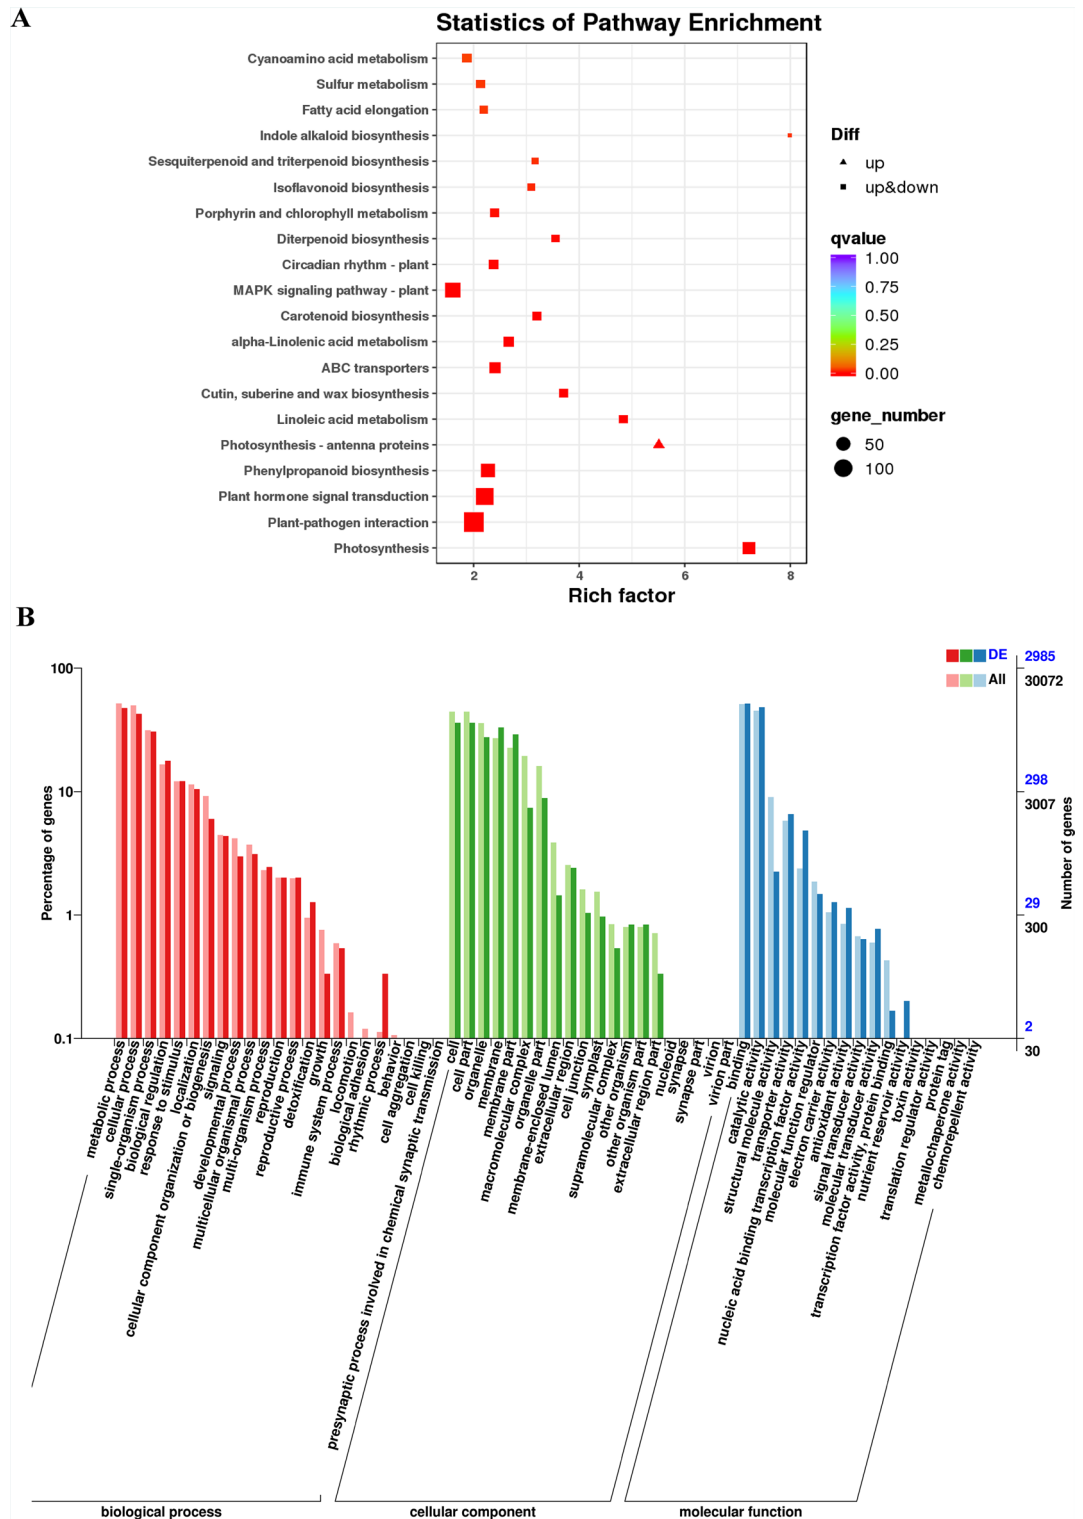 A
Statistics of Pathway Enrichment
Cyanoamino acid metabolism
Sulfur metabolism
Fatty acid elongation
Indole alkaloid biosynthesis
Sesquiterpenoid and triterpenoid biosynthesis
Isoflavonoid biosynthesis
Porphyrin and chlorophyll metabolism
Diterpenoid biosynthesis
Circadian rhythm - plant
MAPK signaling pathway - plant
Carotenoid biosynthesis
alpha-Linolenic acid metabolism
ABC transporters
Cutin, suberine and wax biosynthesis
Linoleic acid metabolism
Photosynthesis - antenna proteins
Phenylpropanoid biosynthesis
Plant hormone signal transduction
Plant-pathogen interaction
Photosynthesis
2 4 6 8
Rich factor
Diff
up
up&down
qvalue
1.00
0.75
0.50
0.25
0.00
gene_number
50
100
B
DE
All
Percentage of genes
100
10
1
0.1
2985
30072
298
3007
29
300
2
30
Number of genes
metabolic process
cellular process
single-organism process
biological regulation
response to stimulus
localization
cellular component organization or biogenesis
signaling
developmental process
multicellular organismal process
multi-organism process
reproduction
reproductive process
detoxification
growth
immune system process
locomotion
biological adhesion
rhythmic process
behavior
cell aggregation
cell killing
presynaptic process involved in chemical synaptic transmission
cell
cell part
organelle
membrane
membrane part
macromolecular complex
organelle part
membrane-enclosed lumen
extracellular region
cell junction
symplast
supramolecular complex
other organism
other organism part
extracellular region part
nucleoid
synapse
synapse part
virion
virion part
binding
catalytic activity
structural molecule activity
transporter activity
nucleic acid binding transcription factor activity
molecular function regulator
electron carrier activity
antioxidant activity
signal transducer activity
molecular transducer activity
transcription factor activity, protein binding
nutrient reservoir activity
toxin activity
translation regulator activity
protein tag
metallochaperone activity
chemorepellent activity
biological process
cellular component
molecular function